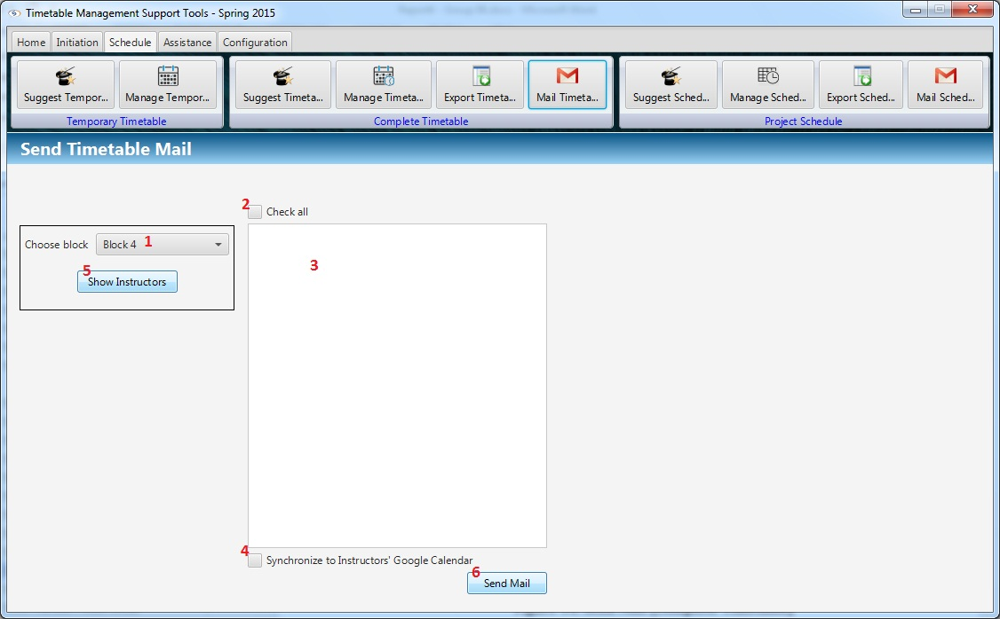 Timetable Management Support Tools - Spring 2015
Home Initiation Schedule Assistance Configuration
Suggest Tempor... Manage Tempor... Suggest Timeta... Manage Timeta... Export Timeta... Mail Timeta... Suggest Sched... Manage Sched... Export Sched... Mail Sched...
Temporary Timetable Complete Timetable Project Schedule
Send Timetable Mail
2 Check all
Choose block Block 4 1
3
5 Show Instructors
4 Synchronize to Instructors' Google Calendar
6 Send Mail